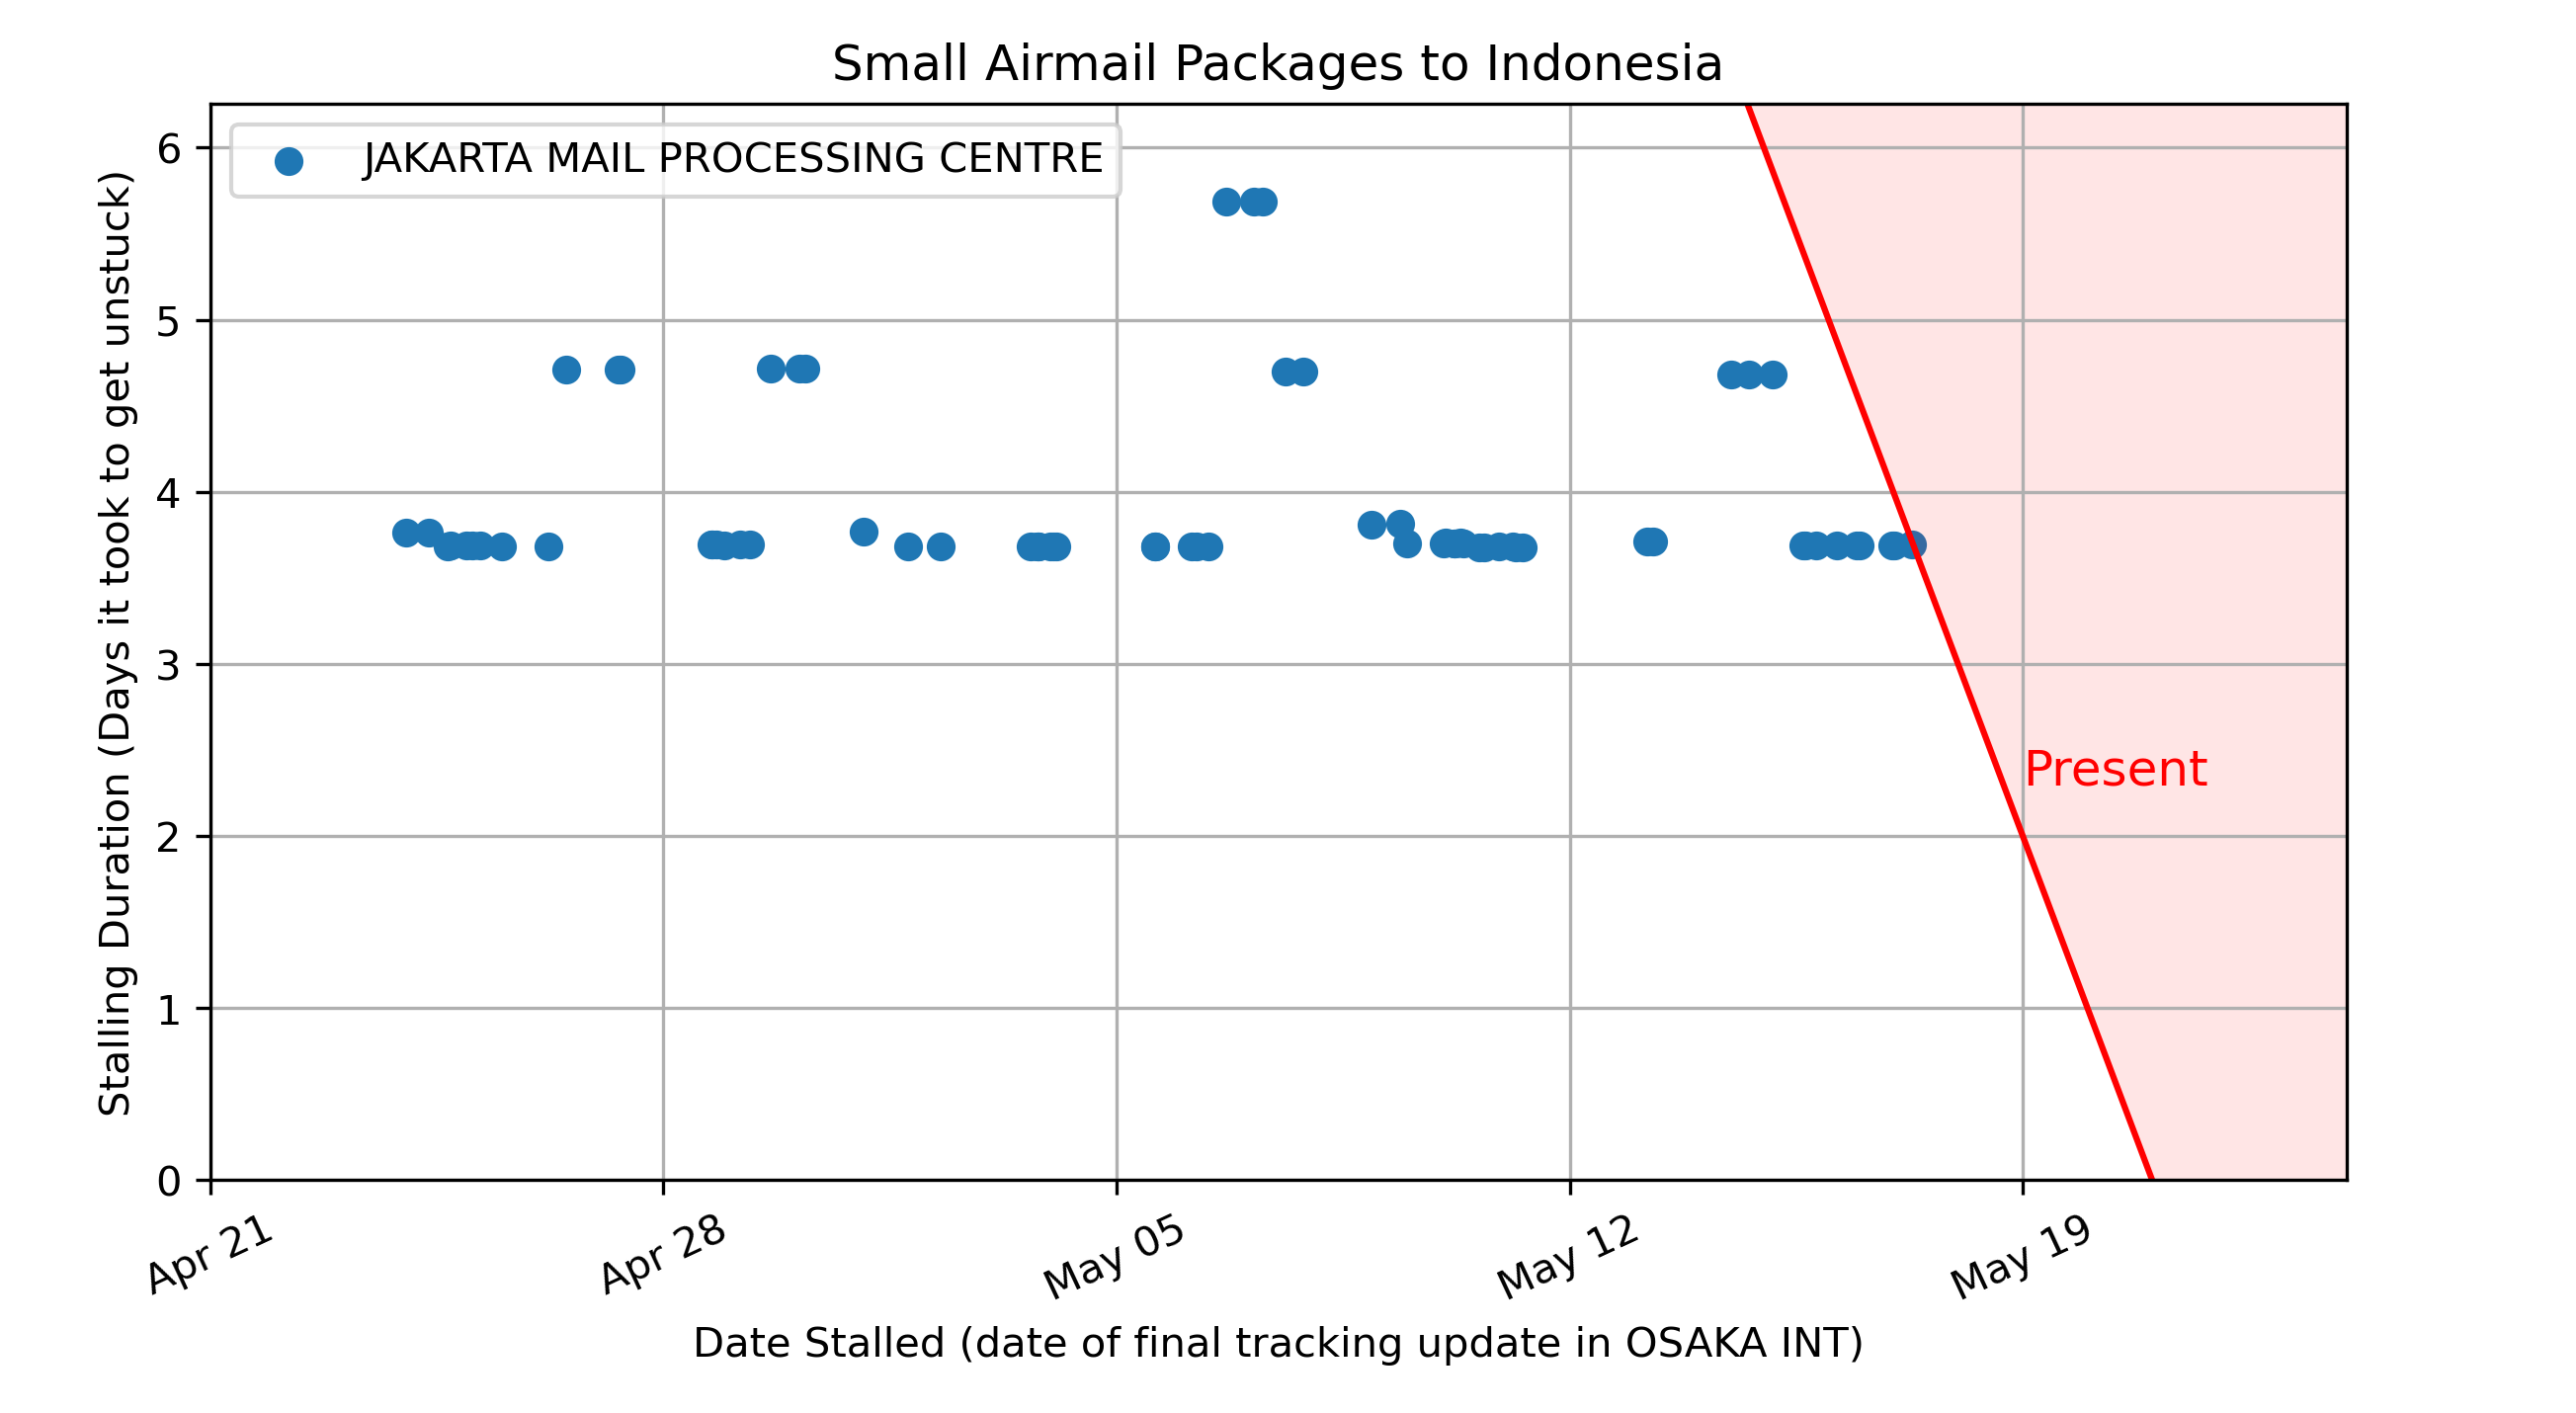 Small Airmail Packages to Indonesia
JAKARTA MAIL PROCESSING CENTRE
Stalling Duration (Days it took to get unstuck)
6
5
4
3
2
1
0
Present
Apr 21
Apr 28
May 05
May 12
May 19
Date Stalled (date of final tracking update in OSAKA INT)